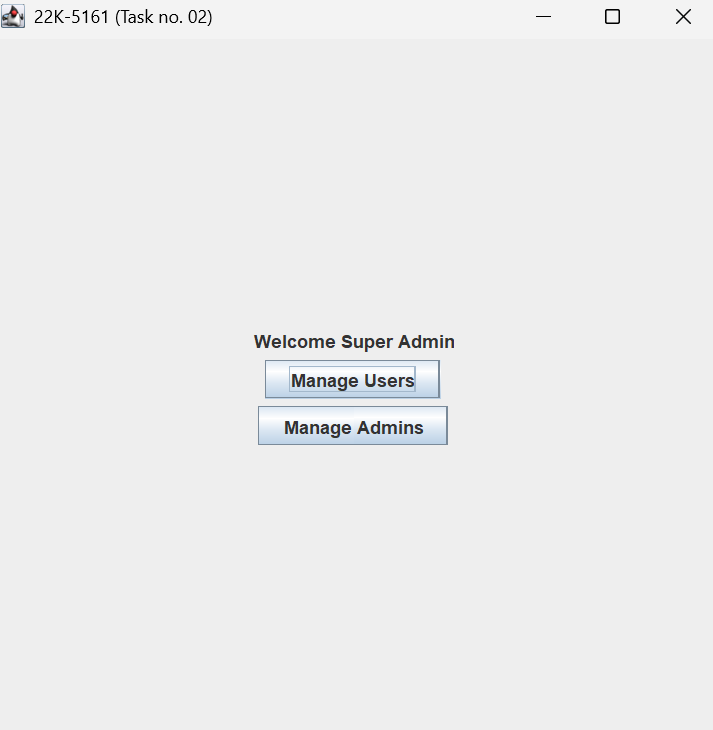 22K-5161 (Task no. 02)
Welcome Super Admin
Manage Users
Manage Admins